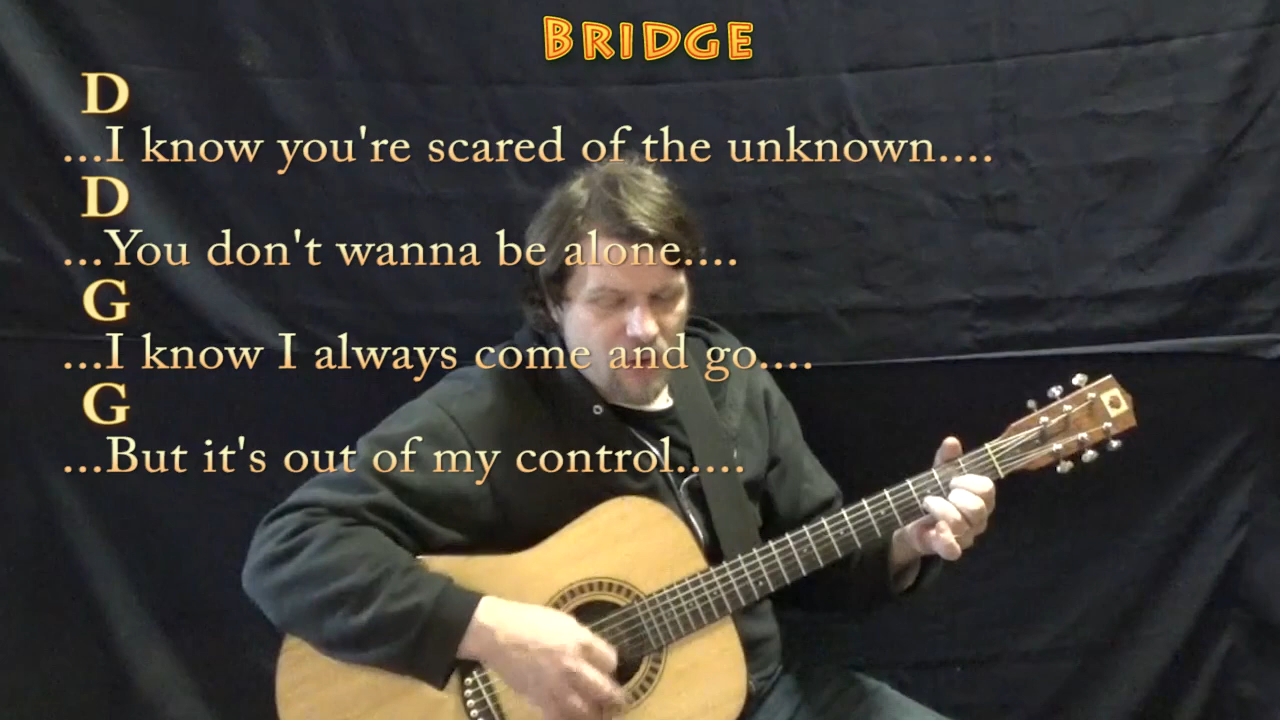 BRIDGE
D
...I know you're scared of the unknown....
D
...You don't wanna be alone....
G
...I know I always come and go....
G
...But it's out of my control.....